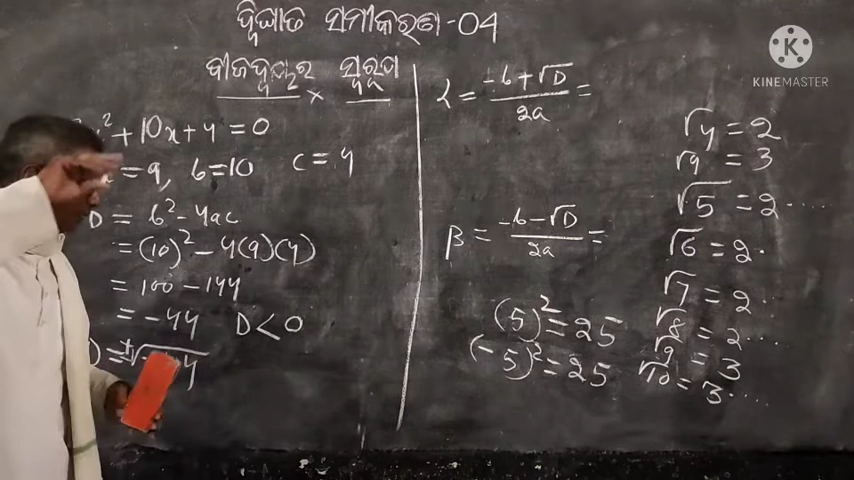 ଦ୍ୱିଘାତ ସମୀକରଣ-04
ବୀଜଦ୍ୱୟର ସ୍ୱରୂପ
x² + 10x + 4 = 0
= 9, b = 10 c = 4
D = b² - 4ac
= (10)² - 4(9)(4)
= 100 - 144
= -44 D < 0
= ±√
α = -b + √D / 2a =
β = -b - √D / 2a =
(5)² = 25
(-5)² = 25
√4 = 2
√9 = 3
√5 = 2.....
√6 = 2.
√7 = 2..
√8 = 2....
√9 = 3
√10 = 3.....
K
KINEMASTER